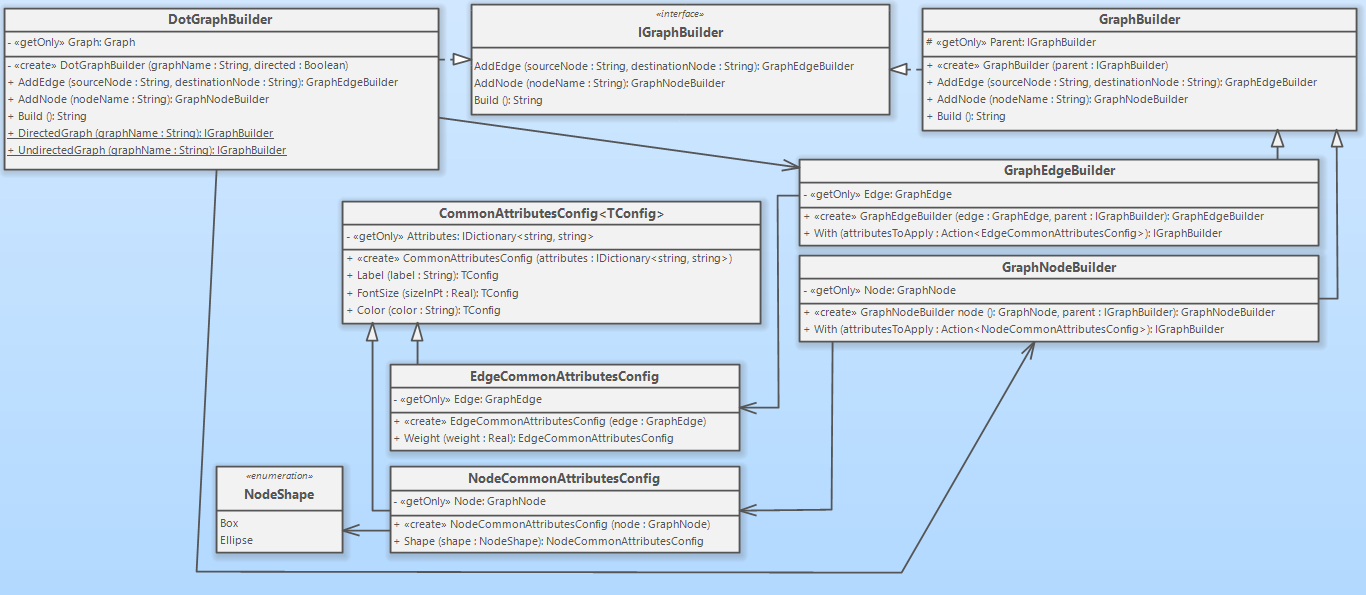 DotGraphBuilder
- «getOnly» Graph: Graph
- «create» DotGraphBuilder (graphName : String, directed : Boolean)
+ AddEdge (sourceNode : String, destinationNode : String): GraphEdgeBuilder
+ AddNode (nodeName : String): GraphNodeBuilder
+ Build (): String
+ DirectedGraph (graphName : String): IGraphBuilder
+ UndirectedGraph (graphName : String): IGraphBuilder
«interface»
IGraphBuilder
AddEdge (sourceNode : String, destinationNode : String): GraphEdgeBuilder
AddNode (nodeName : String): GraphNodeBuilder
Build (): String
GraphBuilder
# «getOnly» Parent: IGraphBuilder
+ «create» GraphBuilder (parent : IGraphBuilder)
+ AddEdge (sourceNode : String, destinationNode : String): GraphEdgeBuilder
+ AddNode (nodeName : String): GraphNodeBuilder
+ Build (): String
GraphEdgeBuilder
- «getOnly» Edge: GraphEdge
+ «create» GraphEdgeBuilder (edge : GraphEdge, parent : IGraphBuilder): GraphEdgeBuilder
+ With (attributesToApply : Action<EdgeCommonAttributesConfig>): IGraphBuilder
CommonAttributesConfig<TConfig>
- «getOnly» Attributes: IDictionary<string, string>
+ «create» CommonAttributesConfig (attributes : IDictionary<string, string>)
+ Label (label : String): TConfig
+ FontSize (sizeInPt : Real): TConfig
+ Color (color : String): TConfig
GraphNodeBuilder
- «getOnly» Node: GraphNode
+ «create» GraphNodeBuilder node (): GraphNode, parent : IGraphBuilder): GraphNodeBuilder
+ With (attributesToApply : Action<NodeCommonAttributesConfig>): IGraphBuilder
EdgeCommonAttributesConfig
- «getOnly» Edge: GraphEdge
+ «create» EdgeCommonAttributesConfig (edge : GraphEdge)
+ Weight (weight : Real): EdgeCommonAttributesConfig
«enumeration»
NodeShape
Box
Ellipse
NodeCommonAttributesConfig
- «getOnly» Node: GraphNode
+ «create» NodeCommonAttributesConfig (node : GraphNode)
+ Shape (shape : NodeShape): NodeCommonAttributesConfig